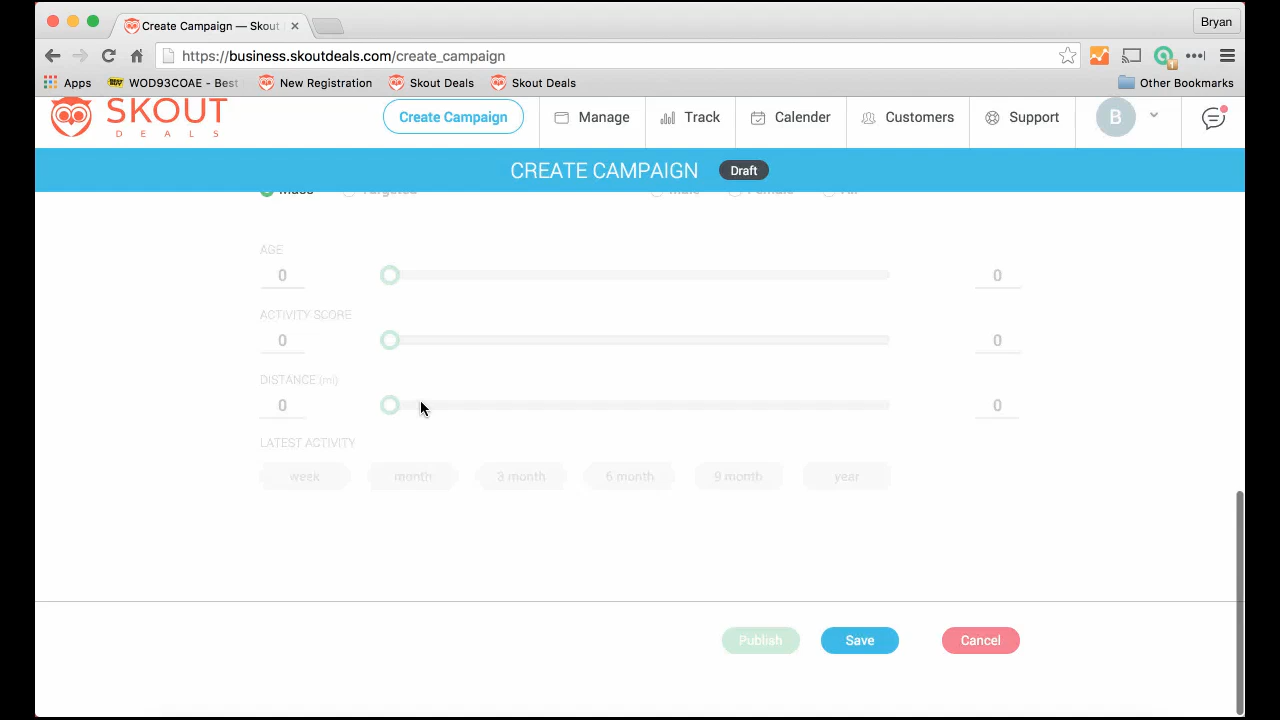 Bryan
Create Campaign — Skout
https://business.skoutdeals.com/create_campaign
Apps
WOD93COAE - Best
New Registration
Skout Deals
Skout Deals
Other Bookmarks
SKOUT
DEALS
Create Campaign
Manage
Track
Calender
Customers
Support
B
CREATE CAMPAIGN
Draft
AGE
0
0
ACTIVITY SCORE
0
0
DISTANCE (mi)
0
0
LATEST ACTIVITY
week
month
3 month
6 month
9 month
year
Publish
Save
Cancel